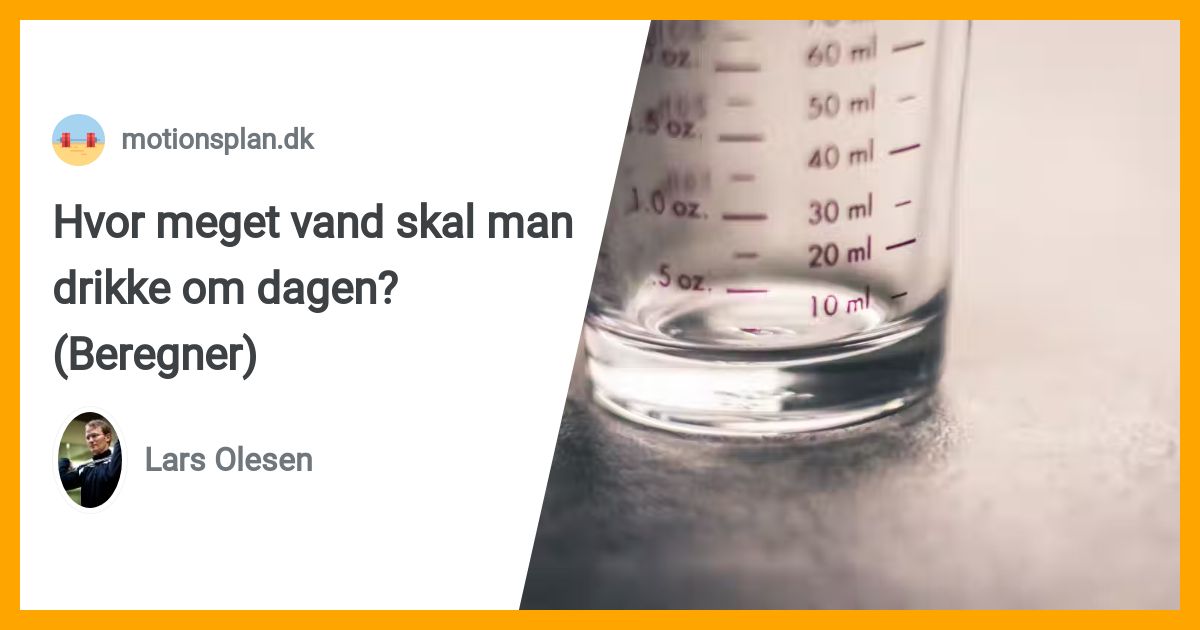 motionsplan.dk
Hvor meget vand skal man
drikke om dagen?
(Beregner)
Lars Olesen
60 ml
50 ml
1.5 oz.
40 ml
1.0 oz.
30 ml
20 ml
.5 oz.
10 ml